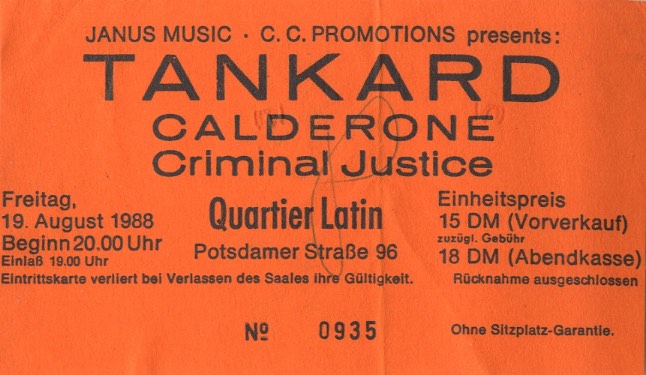 JANUS MUSIC · C. C. PROMOTIONS presents:
TANKARD
CALDERONE
Criminal Justice
Freitag,
19. August 1988
Beginn 20.00 Uhr
Einlaß 19.00 Uhr
Quartier Latin
Potsdamer Straße 96
Einheitspreis
15 DM (Vorverkauf)
zuzügl. Gebühr
18 DM (Abendkasse)
Eintrittskarte verliert bei Verlassen des Saales ihre Gültigkeit.
Rücknahme ausgeschlossen
Nº 0935
Ohne Sitzplatz-Garantie.